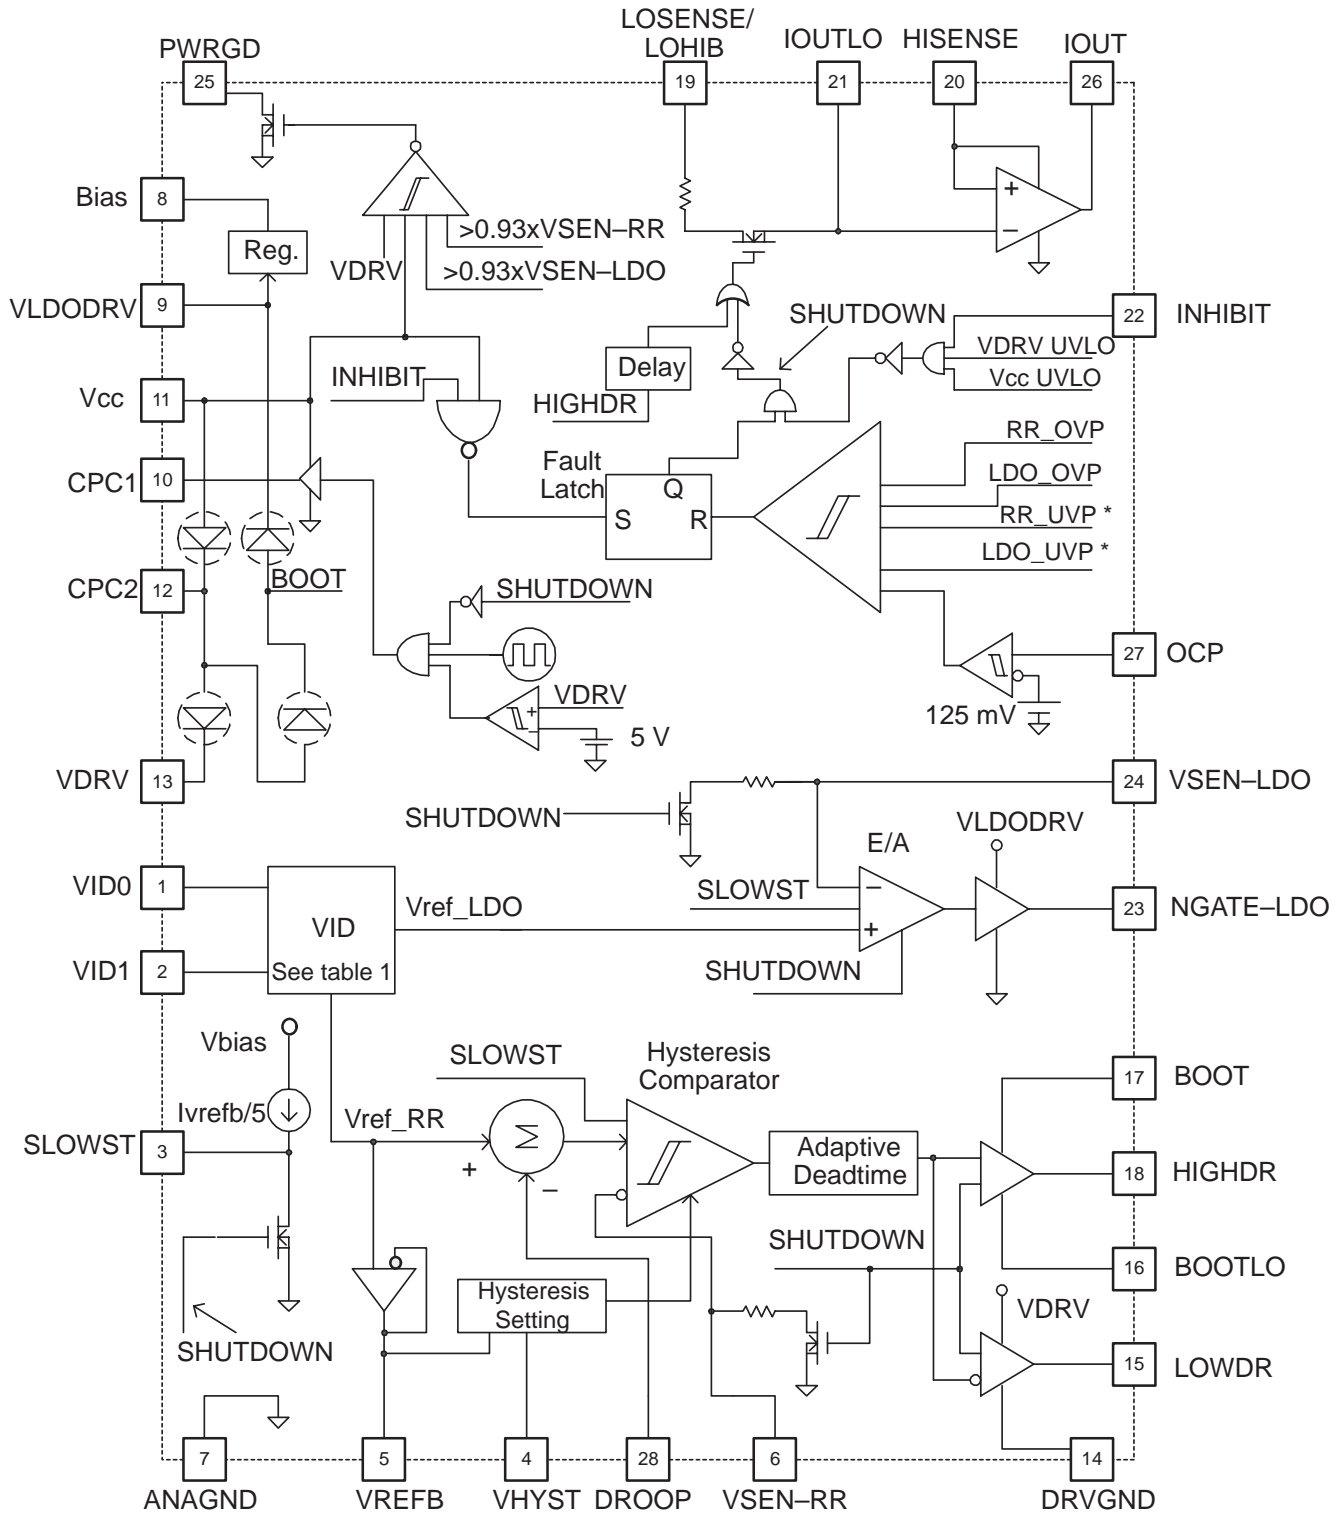 LOSENSE/
LOHIB
IOUTLO
HISENSE
IOUT
PWRGD
25
19
21
20
26
Bias
8
+
−
Reg.
>0.93xVSEN–RR
VDRV
>0.93xVSEN–LDO
VLDODRV
9
SHUTDOWN
22
INHIBIT
VDRV UVLO
Vcc UVLO
Delay
INHIBIT
Vcc
11
HIGHDR
RR_OVP
Fault
Latch
CPC1
10
LDO_OVP
Q
S
R
RR_UVP *
LDO_UVP *
CPC2
12
BOOT
SHUTDOWN
27
OCP
VDRV
+
−
5 V
125 mV
VDRV
13
24
VSEN–LDO
SHUTDOWN
VLDODRV
E/A
VID0
1
SLOWST
−
+
Vref_LDO
23
NGATE–LDO
VID
See table 1
VID1
2
SHUTDOWN
Vbias
SLOWST
Hysteresis
Comparator
17
BOOT
Ivrefb/5
Vref_RR
Σ
SLOWST
3
+
−
Adaptive
Deadtime
18
HIGHDR
SHUTDOWN
16
BOOTLO
Hysteresis
Setting
VDRV
SHUTDOWN
15
LOWDR
7
5
4
28
6
14
ANAGND
VREFB
VHYST
DROOP
VSEN–RR
DRVGND